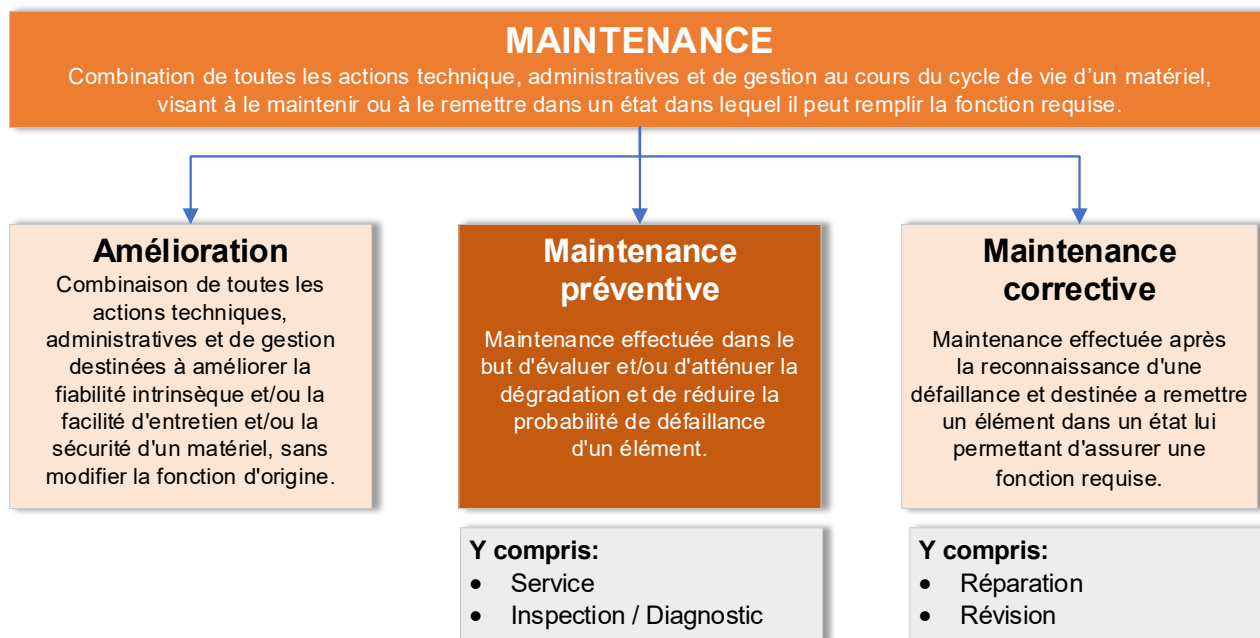 MAINTENANCE
Combination de toutes les actions technique, administratives et de gestion au cours du cycle de vie d'un matériel,
visant à le maintenir ou à le remettre dans un état dans lequel il peut remplir la fonction requise.
Amélioration
Combinaison de toutes les
actions techniques,
administratives et de gestion
destinées à améliorer la
fiabilité intrinsèque et/ou la
facilité d'entretien et/ou la
sécurité d'un matériel, sans
modifier la fonction d'origine.
Maintenance
préventive
Maintenance effectuée dans le
but d'évaluer et/ou d'atténuer la
dégradation et de réduire la
probabilité de défaillance
d'un élément.
Maintenance
corrective
Maintenance effectuée après
la reconnaissance d'une
défaillance et destinée a remettre
un élément dans un état lui
permettant d'assurer une
fonction requise.
Y compris:
• Service
• Inspection / Diagnostic
Y compris:
• Réparation
• Révision